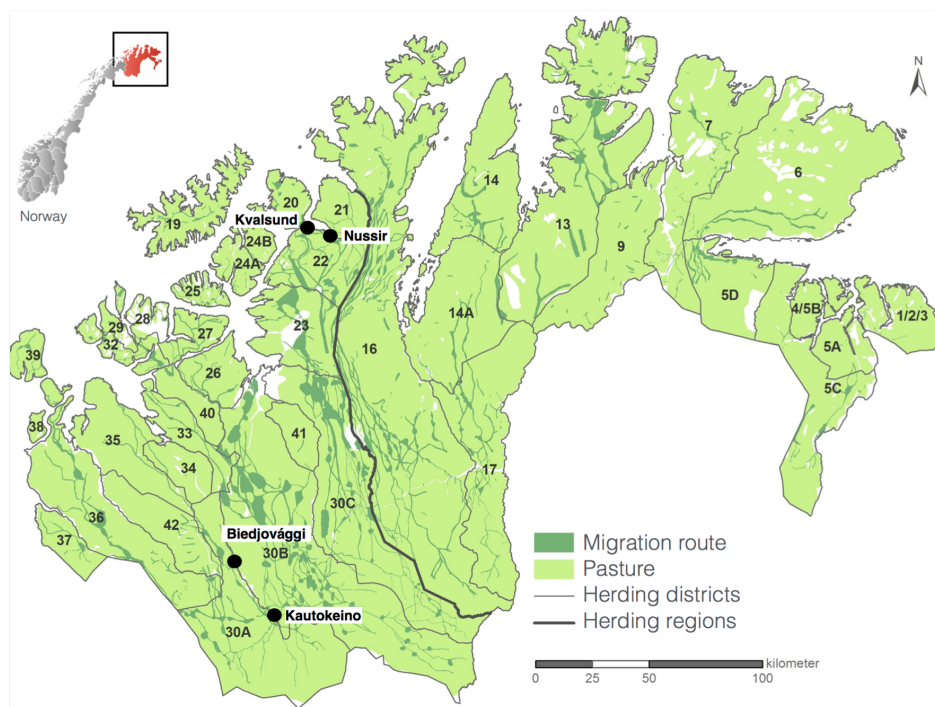 N
Norway
7
6
14
20
21
13
19
Kvalsund
Nussir
24B
24A
22
9
25
5D
4/5B
1/2/3
28
29
27
32
23
14A
5A
16
39
26
5C
40
38
35
33
41
34
17
30C
36
42
37
Biedjovággi
30B
Kautokeino
30A
Migration route
Pasture
Herding districts
Herding regions
kilometer
0 25 50 100